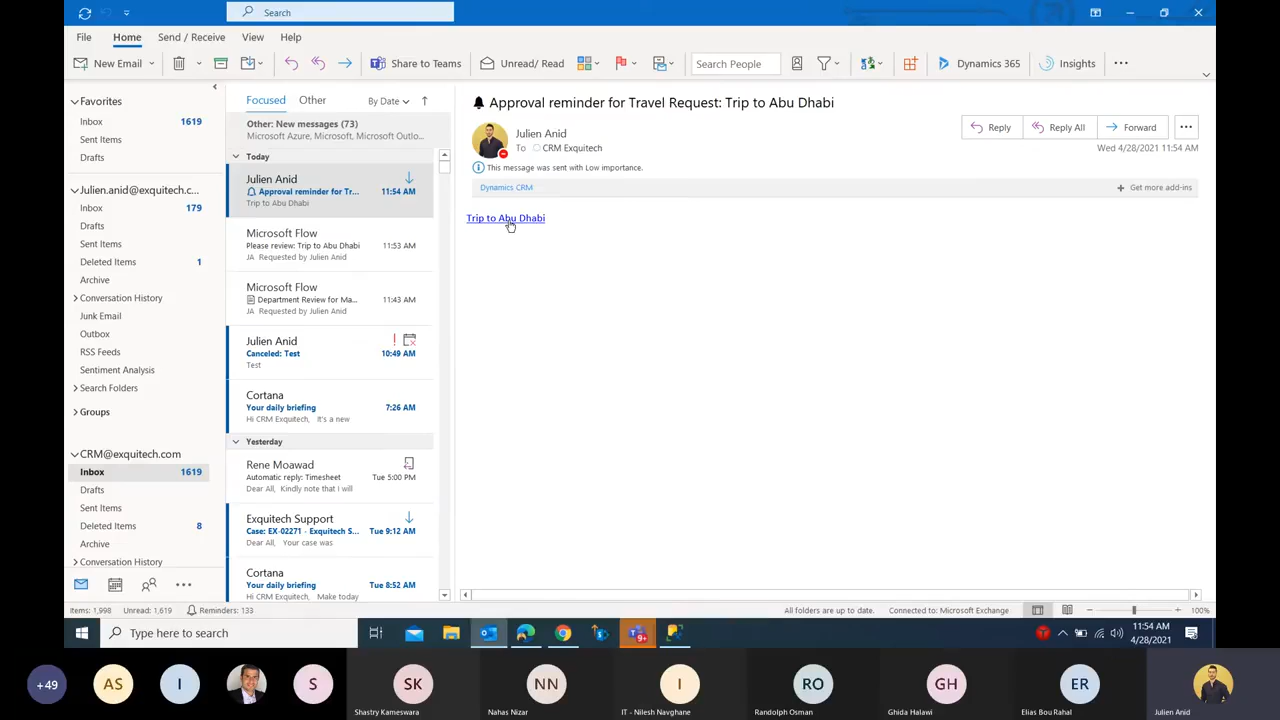 Search
File Home Send / Receive View Help
New Email Share to Teams Unread/ Read Search People Dynamics 365 Insights
Favorites
Inbox 1619
Sent Items
Drafts
Julien.anid@exquitech.c...
Inbox 179
Drafts
Sent Items
Deleted Items 1
Archive
Conversation History
Junk Email
Outbox
RSS Feeds
Sentiment Analysis
Search Folders
Groups
CRM@exquitech.com
Inbox 1619
Drafts
Sent Items
Deleted Items 8
Archive
Conversation History
Focused Other By Date
Other: New messages (73)
Microsoft Azure, Microsoft, Microsoft Outlo...
Today
Julien Anid
Approval reminder for Tr... 11:54 AM
Trip to Abu Dhabi
Microsoft Flow
Please review: Trip to Abu Dhabi 11:53 AM
JA Requested by Julien Anid
Microsoft Flow
Department Review for Ma... 11:43 AM
JA Requested by Julien Anid
Julien Anid
Canceled: Test 10:49 AM
Test
Cortana
Your daily briefing 7:26 AM
Hi CRM Exquitech, It's a new
Yesterday
Rene Moawad
Automatic reply: Timesheet Tue 5:00 PM
Dear All, Kindly note that I will
Exquitech Support
Case: EX-02271 - Exquitech S... Tue 9:12 AM
Dear All, Your case was
Cortana
Your daily briefing Tue 8:52 AM
Hi CRM Exquitech, Make today
Approval reminder for Travel Request: Trip to Abu Dhabi
Julien Anid
To CRM Exquitech
Reply Reply All Forward
Wed 4/28/2021 11:54 AM
This message was sent with Low importance.
Dynamics CRM Get more add-ins
Trip to Abu Dhabi
Items: 1,998 Unread: 1,619 Reminders: 133 All folders are up to date. Connected to: Microsoft Exchange 100%
Type here to search 9+ 11:54 AM
4/28/2021
+49 AS I S SK NN I RO GH ER
Shastry Kameswara Nahas Nizar IT - Nilesh Navghane Randolph Osman Ghida Halawi Elias Bou Rahal Julien Anid